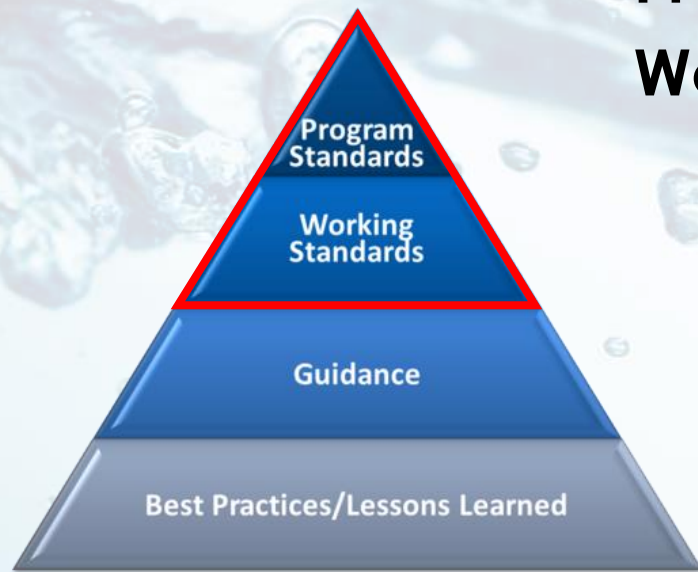 Program
Standards
Working
Standards
Guidance
Best Practices/Lessons Learned